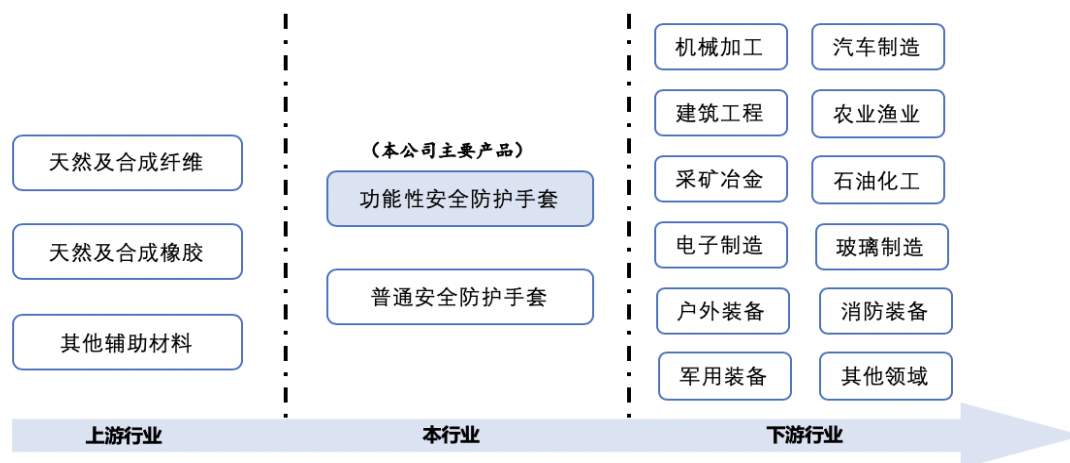 天然及合成纤维
天然及合成橡胶
其他辅助材料
(本公司主要产品)
功能性安全防护手套
普通安全防护手套
机械加工
汽车制造
建筑工程
农业渔业
采矿冶金
石油化工
电子制造
玻璃制造
户外装备
消防装备
军用装备
其他领域
上游行业
本行业
下游行业